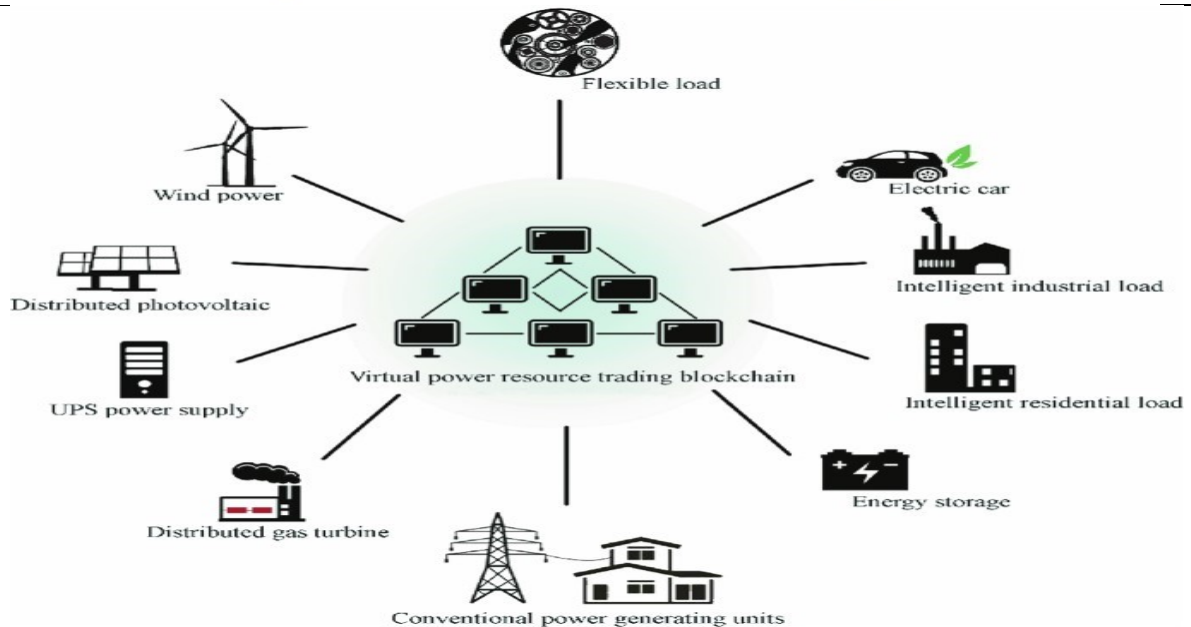 Flexible load
Wind power
Electric car
Distributed photovoltaic
Intelligent industrial load
UPS power supply
Virtual power resource trading blockchain
Intelligent residential load
Distributed gas turbine
Energy storage
Conventional power generating units